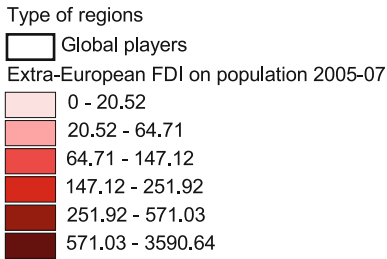 Type of regions
Global players
Extra-European FDI on population 2005-07
0 - 20.52
20.52 - 64.71
64.71 - 147.12
147.12 - 251.92
251.92 - 571.03
571.03 - 3590.64